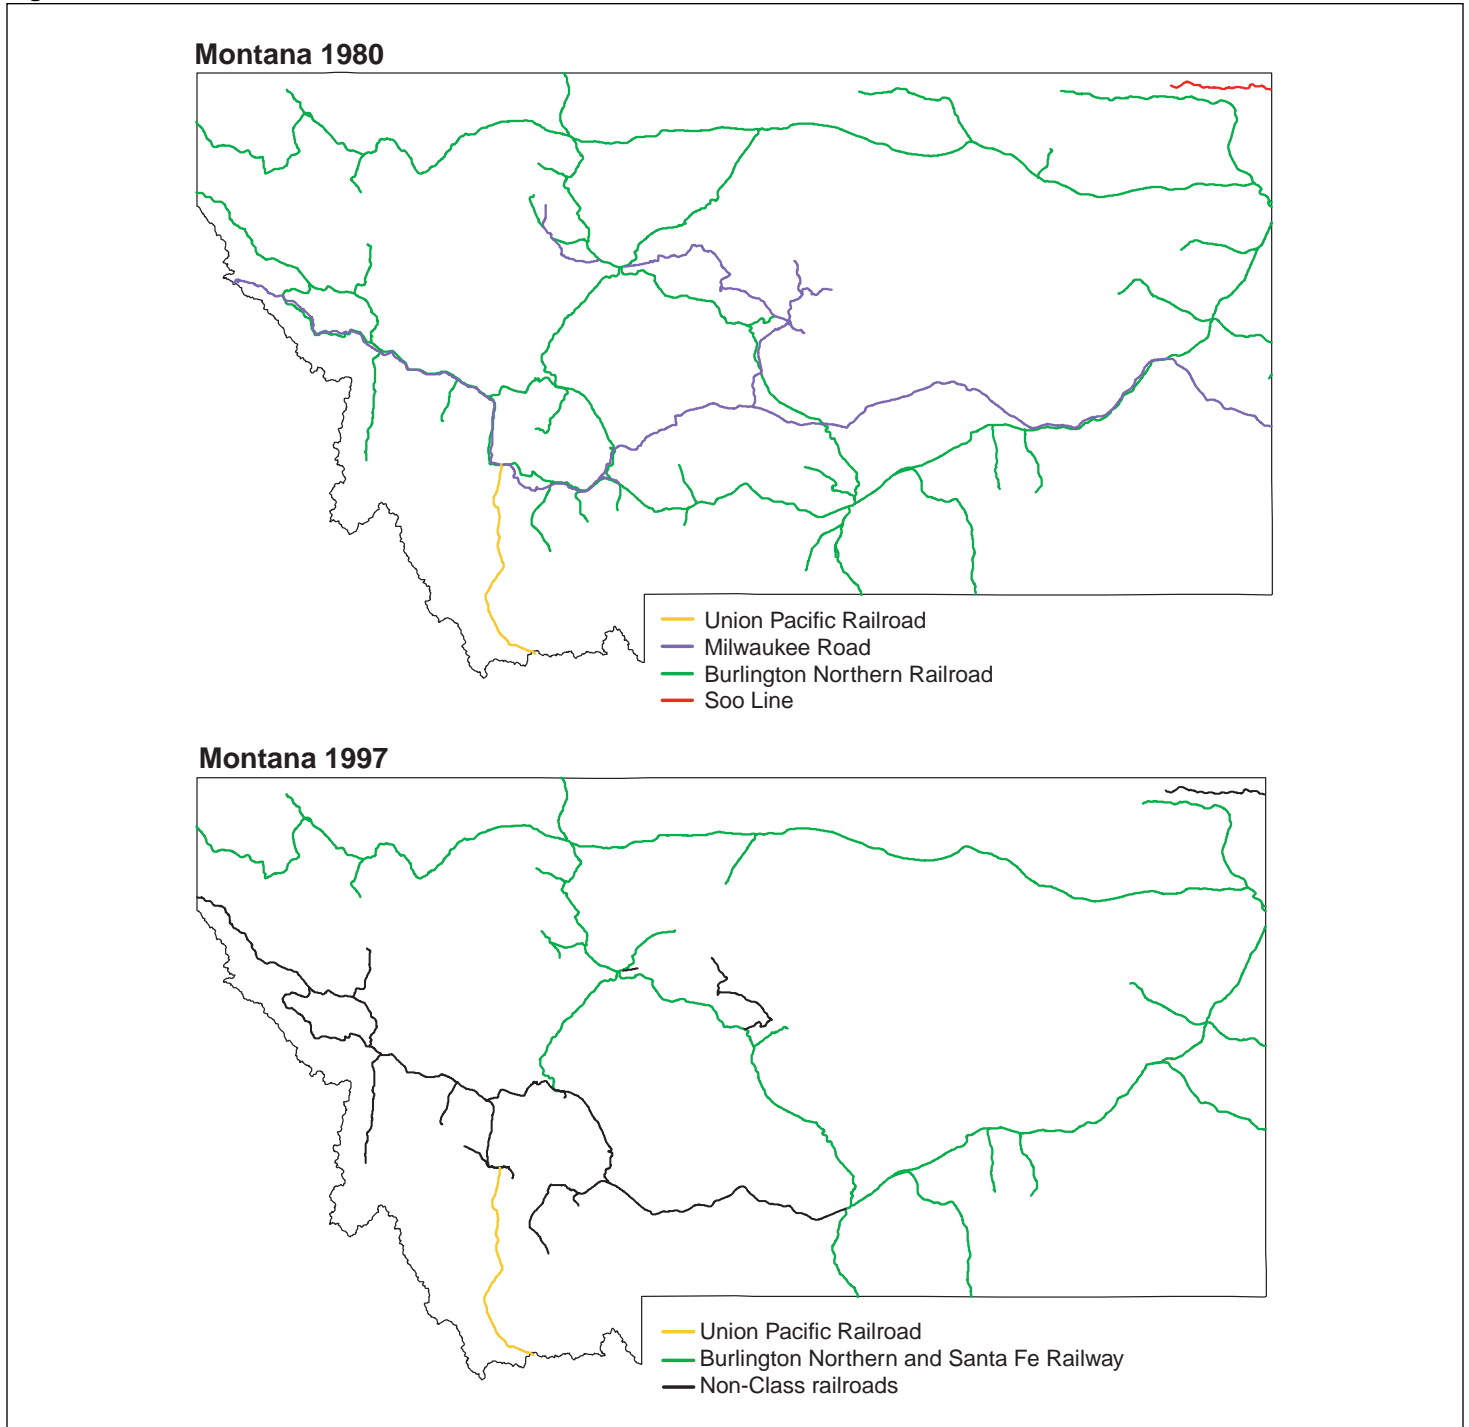 Montana 1980
Union Pacific Railroad
Milwaukee Road
Burlington Northern Railroad
Soo Line
Montana 1997
Union Pacific Railroad
Burlington Northern and Santa Fe Railway
Non-Class railroads